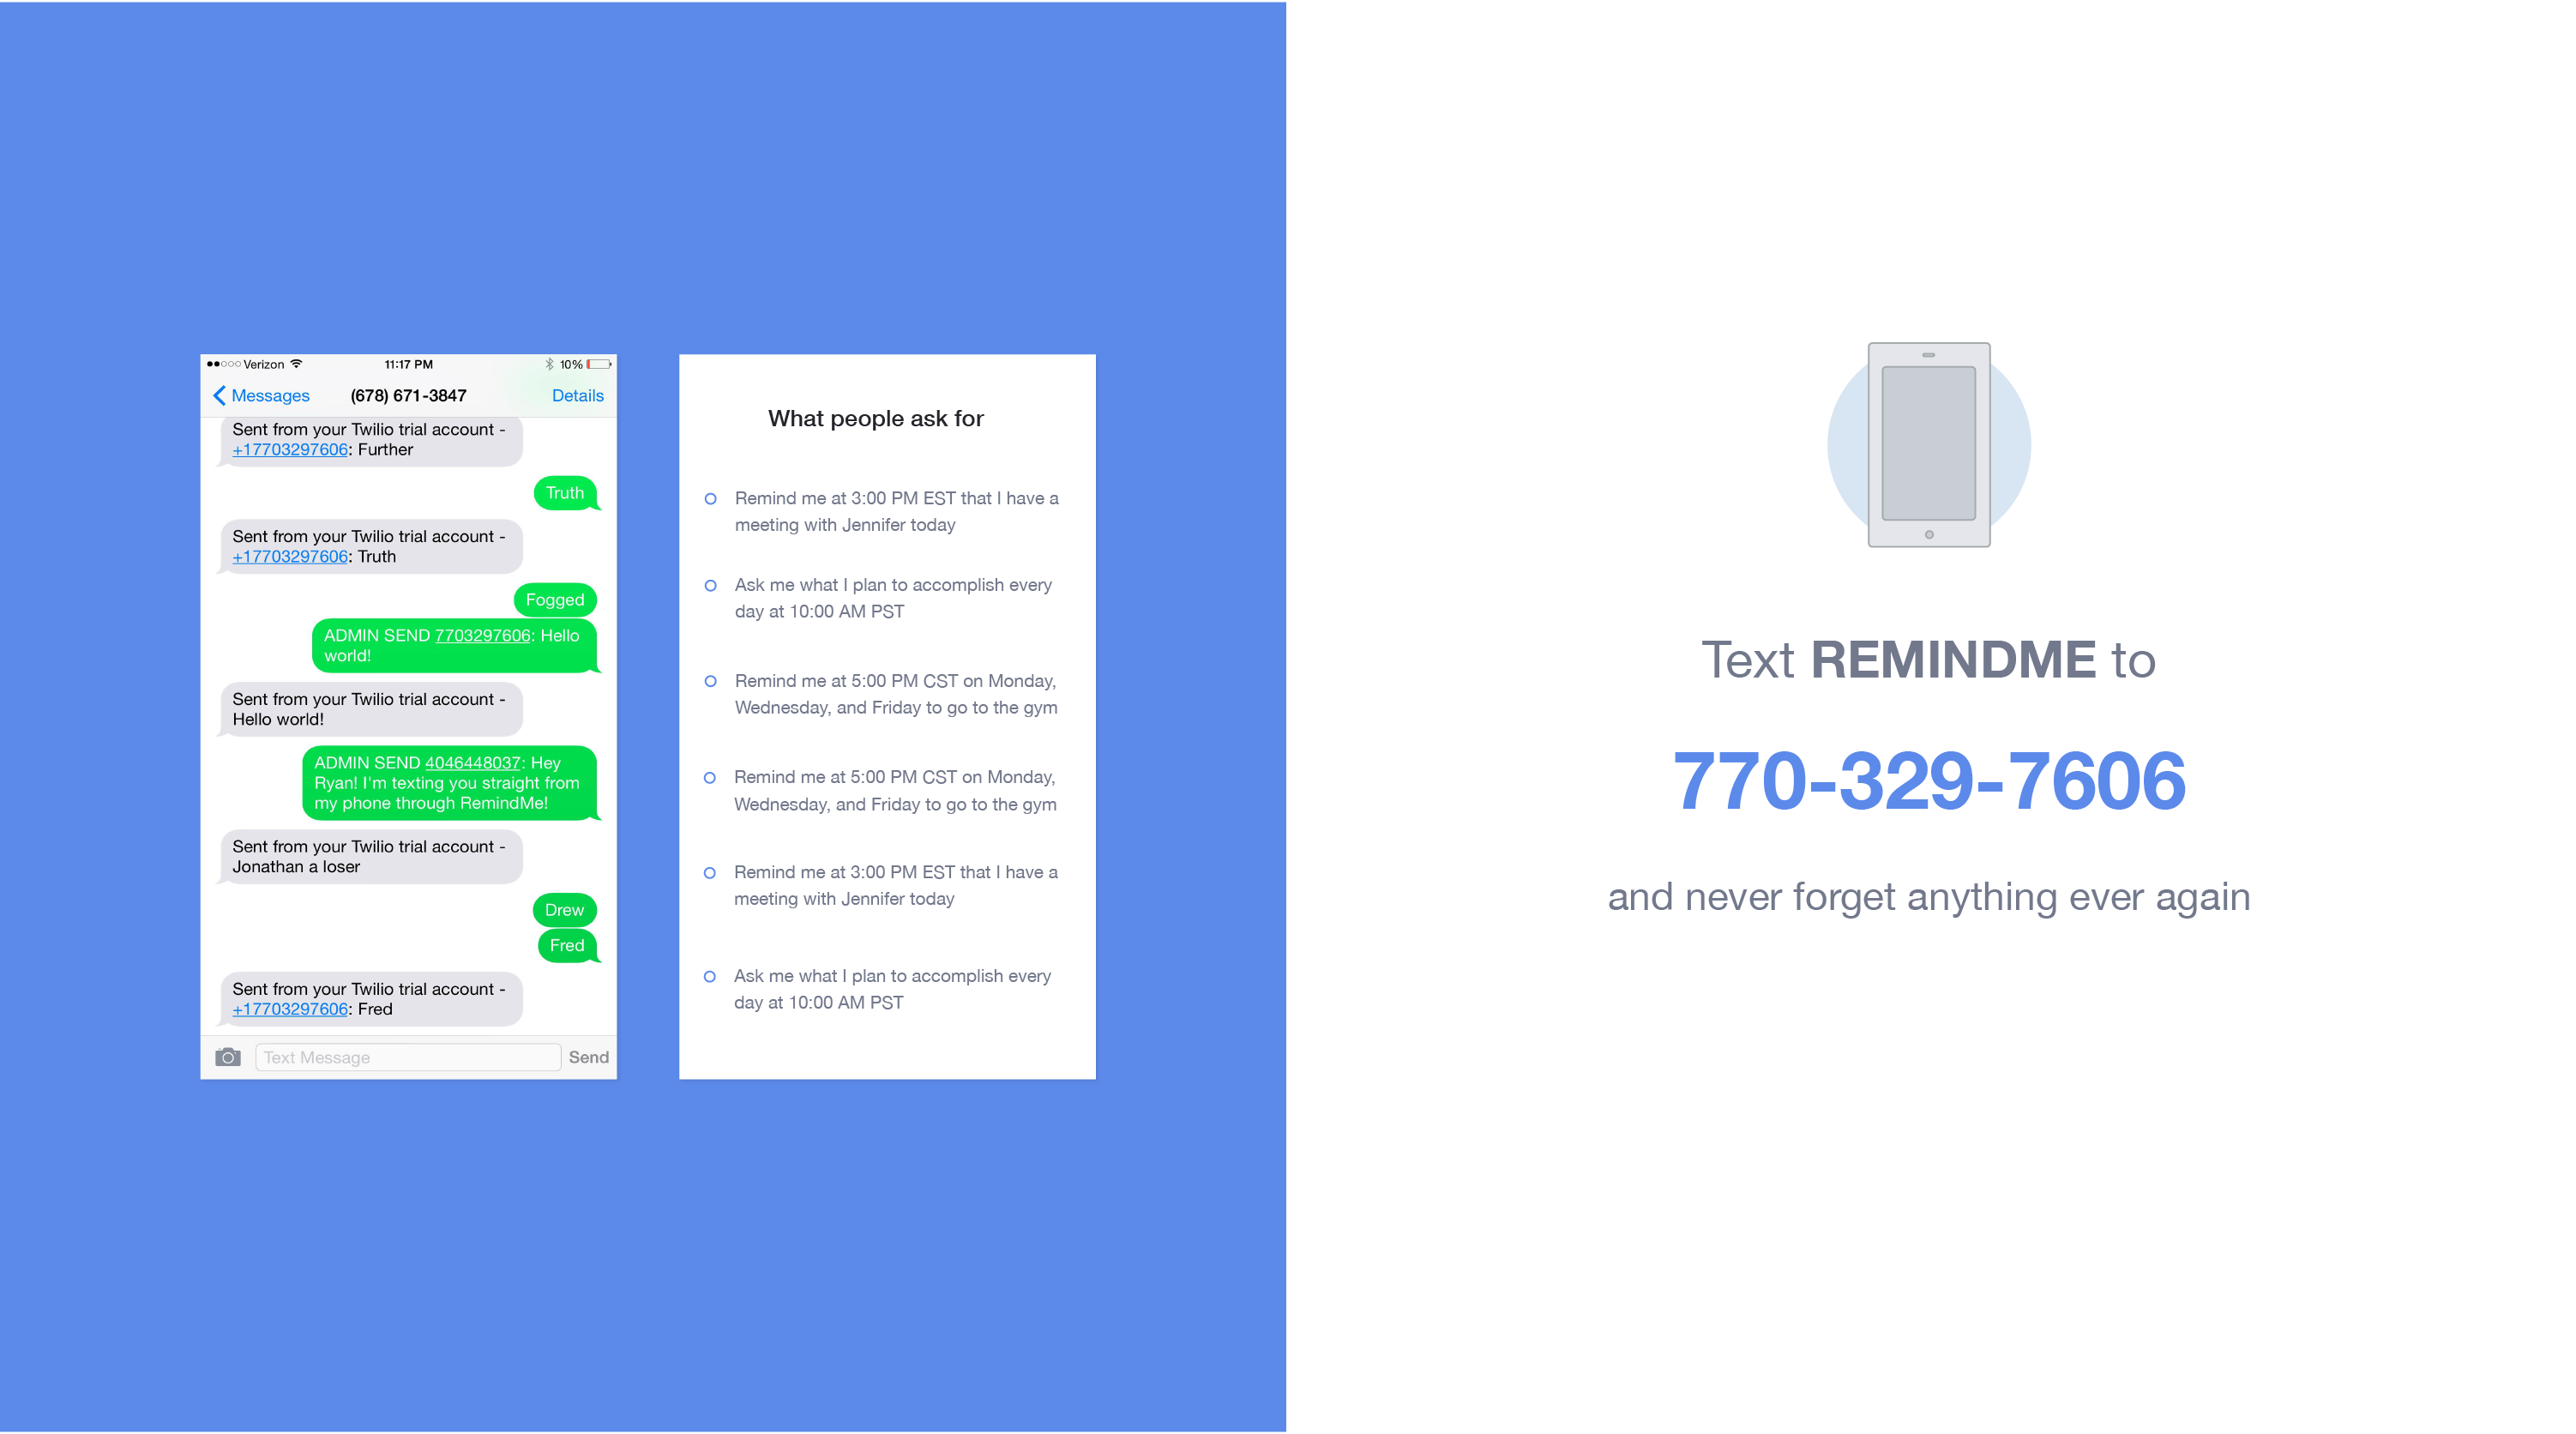 Verizon
11:17 PM
10%
Messages
(678) 671-3847
Details
Sent from your Twilio trial account -
+17703297606: Further
Truth
Sent from your Twilio trial account -
+17703297606: Truth
Fogged
ADMIN SEND 7703297606: Hello
world!
Sent from your Twilio trial account -
Hello world!
ADMIN SEND 4046448037: Hey
Ryan! I'm texting you straight from
my phone through RemindMe!
Sent from your Twilio trial account -
Jonathan a loser
Drew
Fred
Sent from your Twilio trial account -
+17703297606: Fred
Text Message
Send
What people ask for
Remind me at 3:00 PM EST that I have a
meeting with Jennifer today
Ask me what I plan to accomplish every
day at 10:00 AM PST
Remind me at 5:00 PM CST on Monday,
Wednesday, and Friday to go to the gym
Remind me at 5:00 PM CST on Monday,
Wednesday, and Friday to go to the gym
Remind me at 3:00 PM EST that I have a
meeting with Jennifer today
Ask me what I plan to accomplish every
day at 10:00 AM PST
Text REMINDME to
770-329-7606
and never forget anything ever again